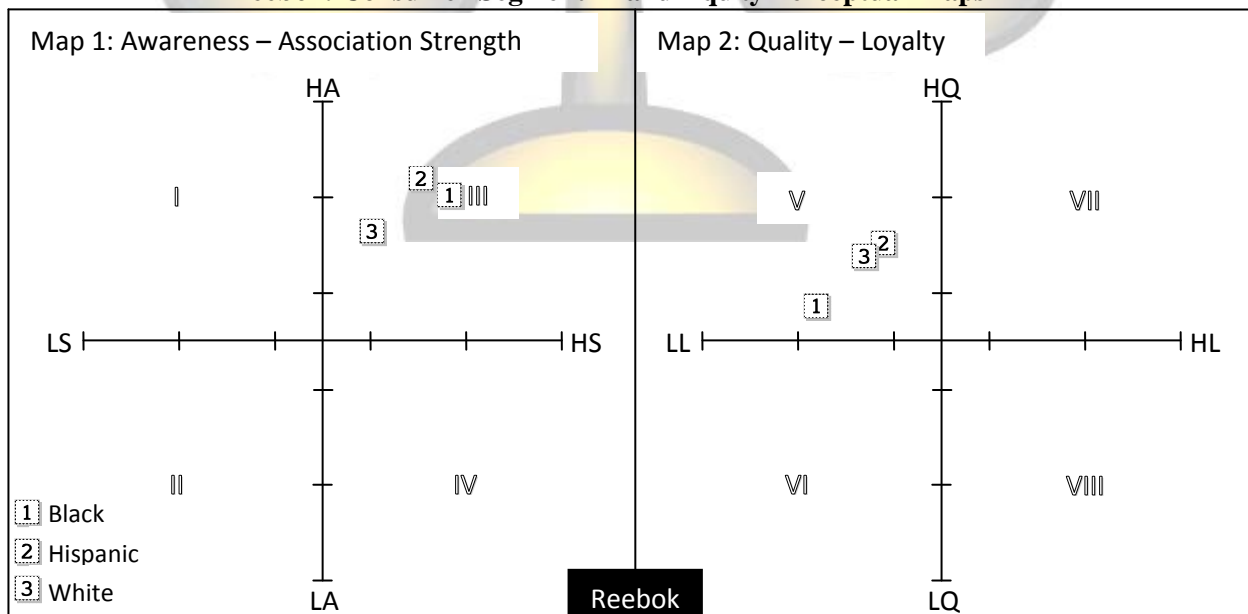 Map 1: Awareness – Association Strength
HA
I
2
1
III
3
LS
HS
II
IV
1 Black
2 Hispanic
3 White
LA
Map 2: Quality – Loyalty
HQ
V
VII
2
3
1
LL
HL
VI
VIII
LQ
Reebok